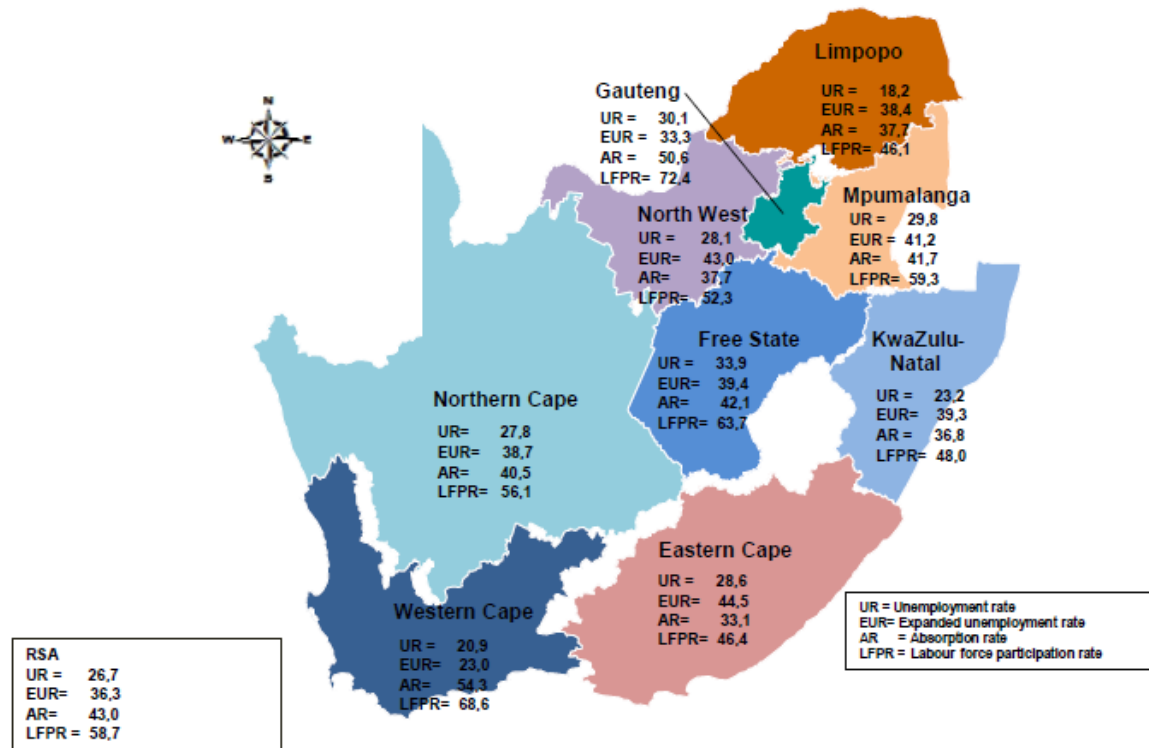 N
W E
S
Limpopo
UR = 18,2
EUR = 38,4
AR = 37,7
LFPR= 46,1
Gauteng
UR = 30,1
EUR = 33,3
AR = 50,6
LFPR= 72,4
Mpumalanga
UR = 29,8
EUR = 41,2
AR= 41,7
LFPR= 59,3
North West
UR = 28,1
EUR= 43,0
AR= 37,7
LFPR= 52,3
Free State
UR = 33,9
EUR= 39,4
AR= 42,1
LFPR= 63,7
KwaZulu-
Natal
UR = 23,2
EUR= 39,3
AR = 36,8
LFPR= 48,0
Northern Cape
UR= 27,8
EUR= 38,7
AR= 40,5
LFPR= 56,1
Eastern Cape
UR = 28,6
EUR= 44,5
AR= 33,1
LFPR= 46,4
Western Cape
UR = 20,9
EUR= 23,0
AR= 54,3
LFPR= 68,6
UR = Unemployment rate
EUR= Expanded unemployment rate
AR = Absorption rate
LFPR = Labour force participation rate
RSA
UR = 26,7
EUR= 36,3
AR= 43,0
LFPR = 58,7